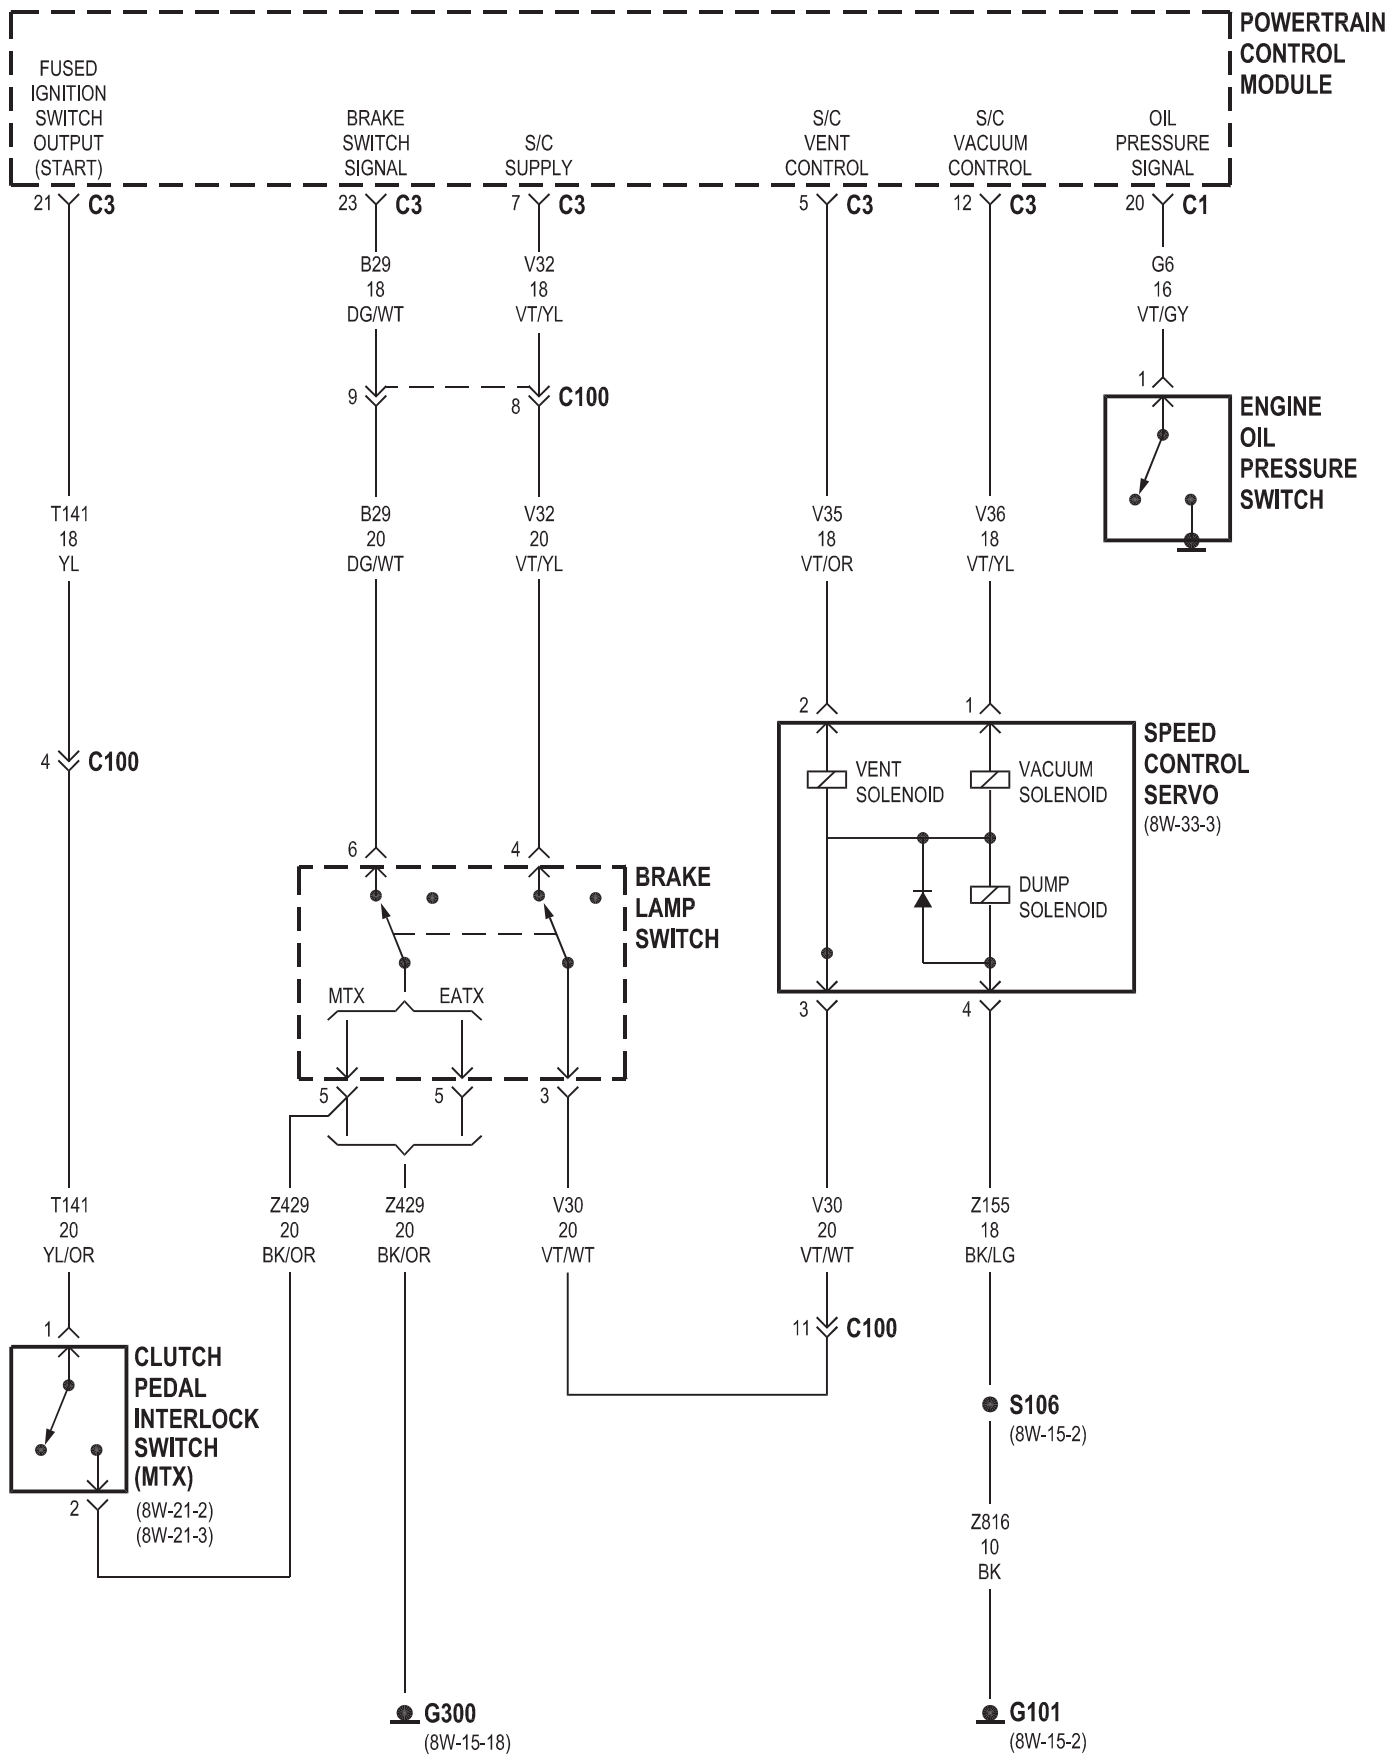 POWERTRAIN
CONTROL
MODULE
FUSED
IGNITION
SWITCH
OUTPUT
(START)
BRAKE
SWITCH
SIGNAL
S/C
SUPPLY
S/C
VENT
CONTROL
S/C
VACUUM
CONTROL
OIL
PRESSURE
SIGNAL
21 C3
23 C3
7 C3
5 C3
12 C3
20 C1
B29
18
DG/WT
V32
18
VT/YL
G6
16
VT/GY
9
8 C100
1
ENGINE
OIL
PRESSURE
SWITCH
T141
18
YL
B29
20
DG/WT
V32
20
VT/YL
V35
18
VT/OR
V36
18
VT/YL
4 C100
2
1
SPEED
CONTROL
SERVO
(8W-33-3)
VENT
SOLENOID
VACUUM
SOLENOID
DUMP
SOLENOID
6
4
BRAKE
LAMP
SWITCH
MTX
EATX
5
5
3
3
4
T141
20
YL/OR
Z429
20
BK/OR
Z429
20
BK/OR
V30
20
VT/WT
V30
20
VT/WT
Z155
18
BK/LG
1
11 C100
CLUTCH
PEDAL
INTERLOCK
SWITCH
(MTX)
(8W-21-2)
(8W-21-3)
2
S106
(8W-15-2)
Z816
10
BK
G300
(8W-15-18)
G101
(8W-15-2)